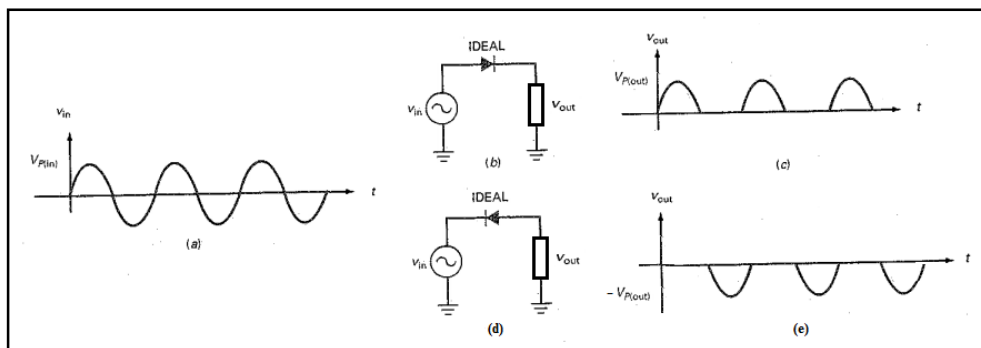 v_in
V_P(in)
t
(a)
IDEAL
v_in
v_out
(b)
v_out
V_P(out)
t
(c)
IDEAL
v_in
v_out
(d)
v_out
t
– V_P(out)
(e)